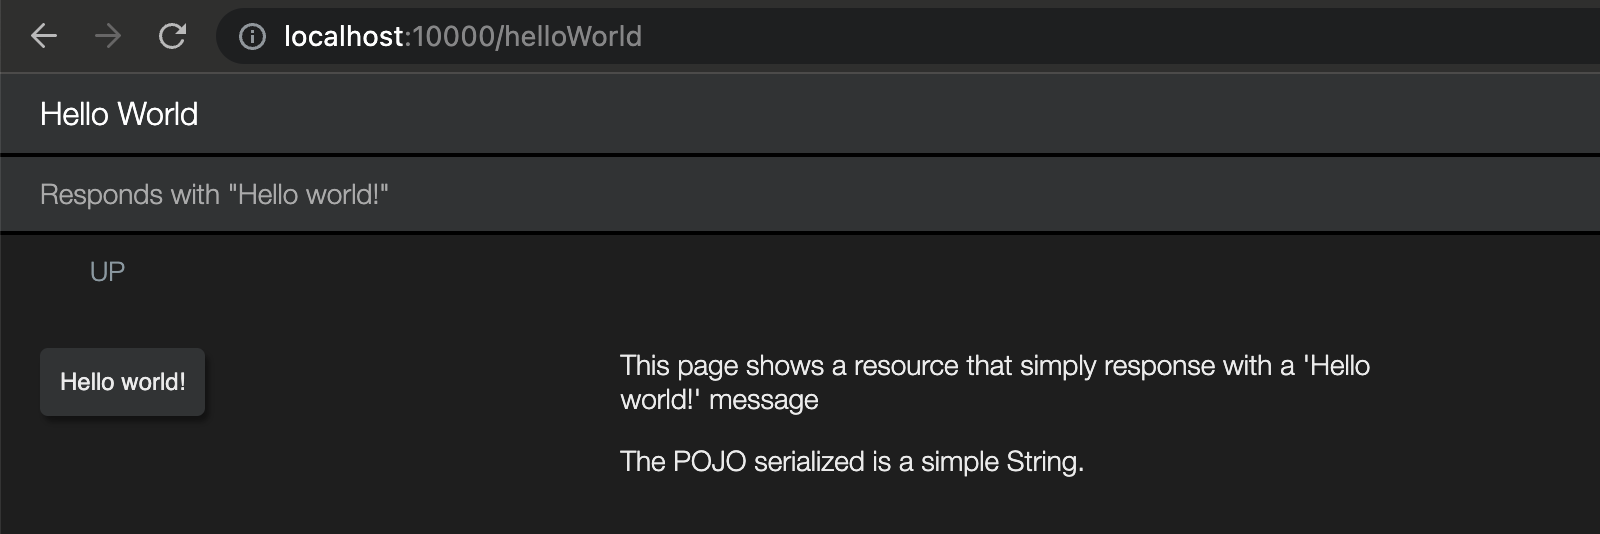 localhost:10000/helloWorld
Hello World
Responds with "Hello world!"
UP
Hello world!
This page shows a resource that simply response with a 'Hello
world!' message
The POJO serialized is a simple String.